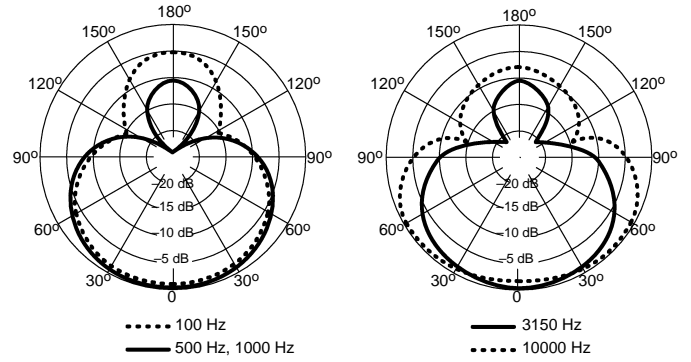 180º
150º 150º
120º 120º
90º 90º
60º 60º
30º 30º
0
–20 dB
–15 dB
–10 dB
–5 dB
100 Hz
500 Hz, 1000 Hz
180º
150º 150º
120º 120º
90º 90º
60º 60º
30º 30º
0
–20 dB
–15 dB
–10 dB
–5 dB
3150 Hz
10000 Hz